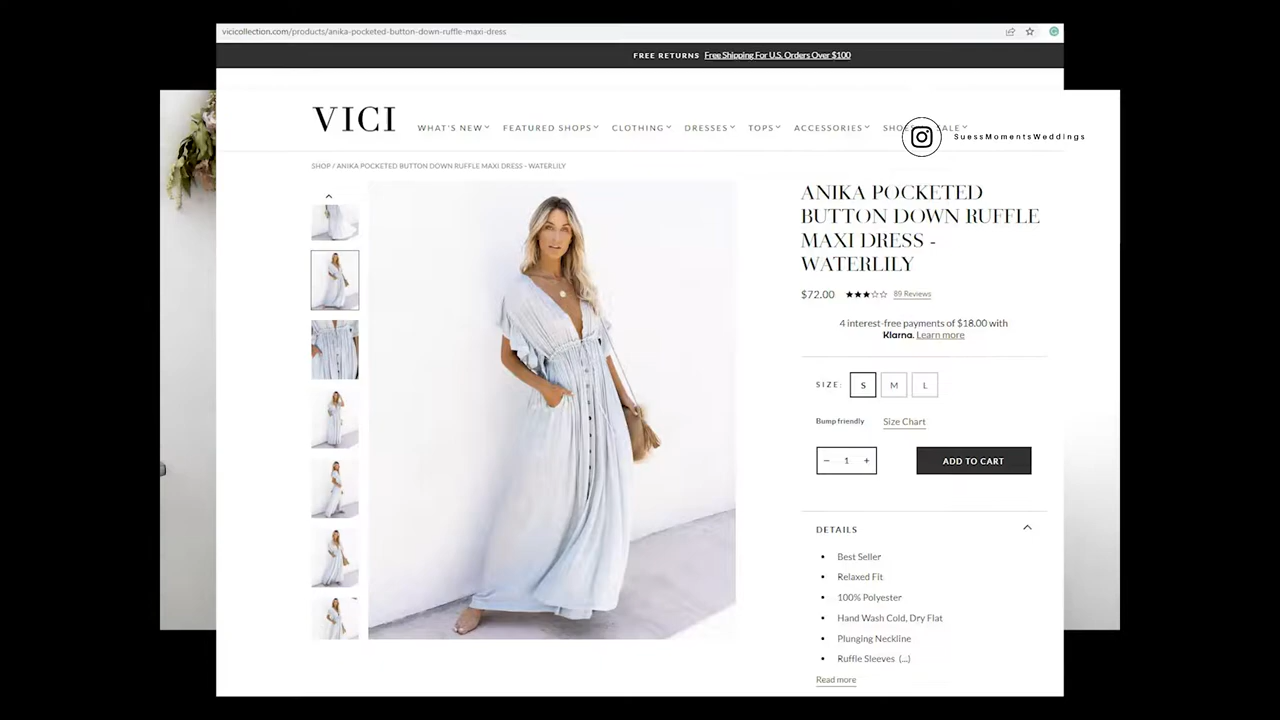 vicicollection.com/products/anika-pocketed-button-down-ruffle-maxi-dress
FREE RETURNS Free Shipping For U.S. Orders Over $100
VICI
WHAT'S NEW FEATURED SHOPS CLOTHING DRESSES TOPS ACCESSORIES SHOES SALE
SuessMomentsWeddings
SHOP / ANIKA POCKETED BUTTON DOWN RUFFLE MAXI DRESS - WATERLILY
ANIKA POCKETED
BUTTON DOWN RUFFLE
MAXI DRESS -
WATERLILY
$72.00 89 Reviews
4 interest-free payments of $18.00 with
Klarna. Learn more
SIZE: S M L
Bump friendly Size Chart
− 1 + ADD TO CART
DETAILS
• Best Seller
• Relaxed Fit
• 100% Polyester
• Hand Wash Cold, Dry Flat
• Plunging Neckline
• Ruffle Sleeves (...)
Read more